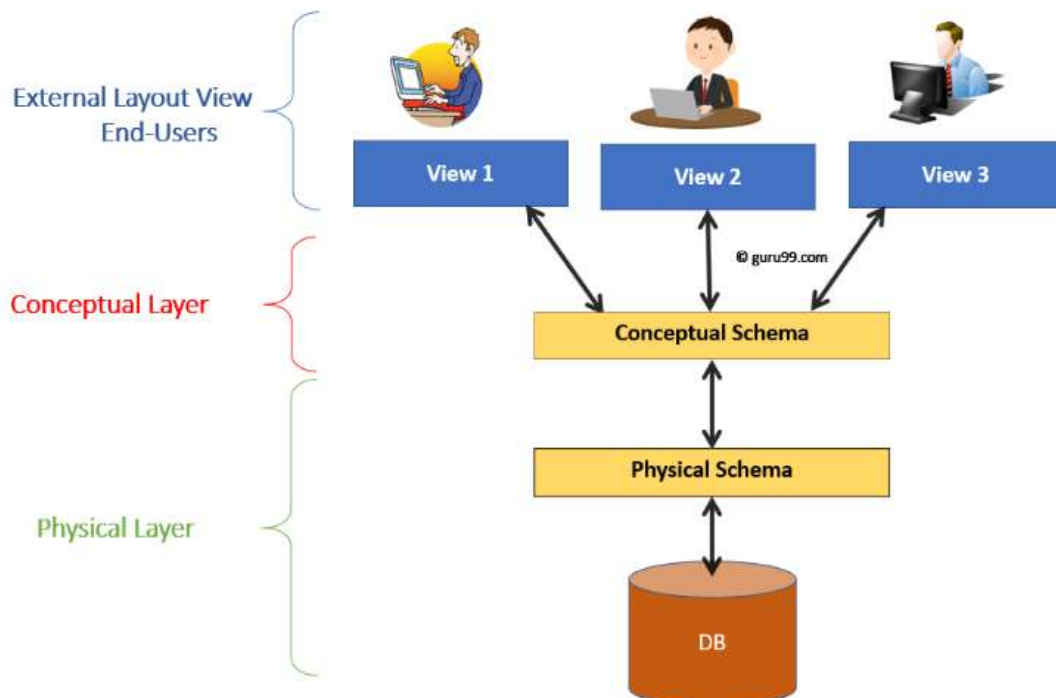 External Layout View
End-Users
View 1
View 2
View 3
© guru99.com
Conceptual Layer
Conceptual Schema
Physical Schema
Physical Layer
DB